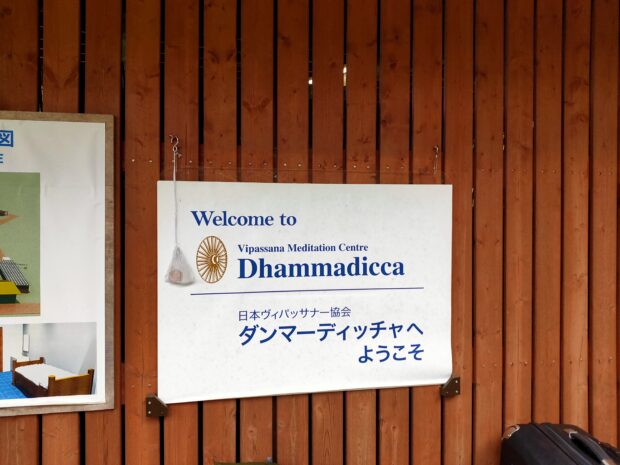 図
E
Welcome to
Vipassana Meditation Centre
Dhammadicca
日本ヴィパッサナー協会
ダンマーディッチャへ
ようこそ